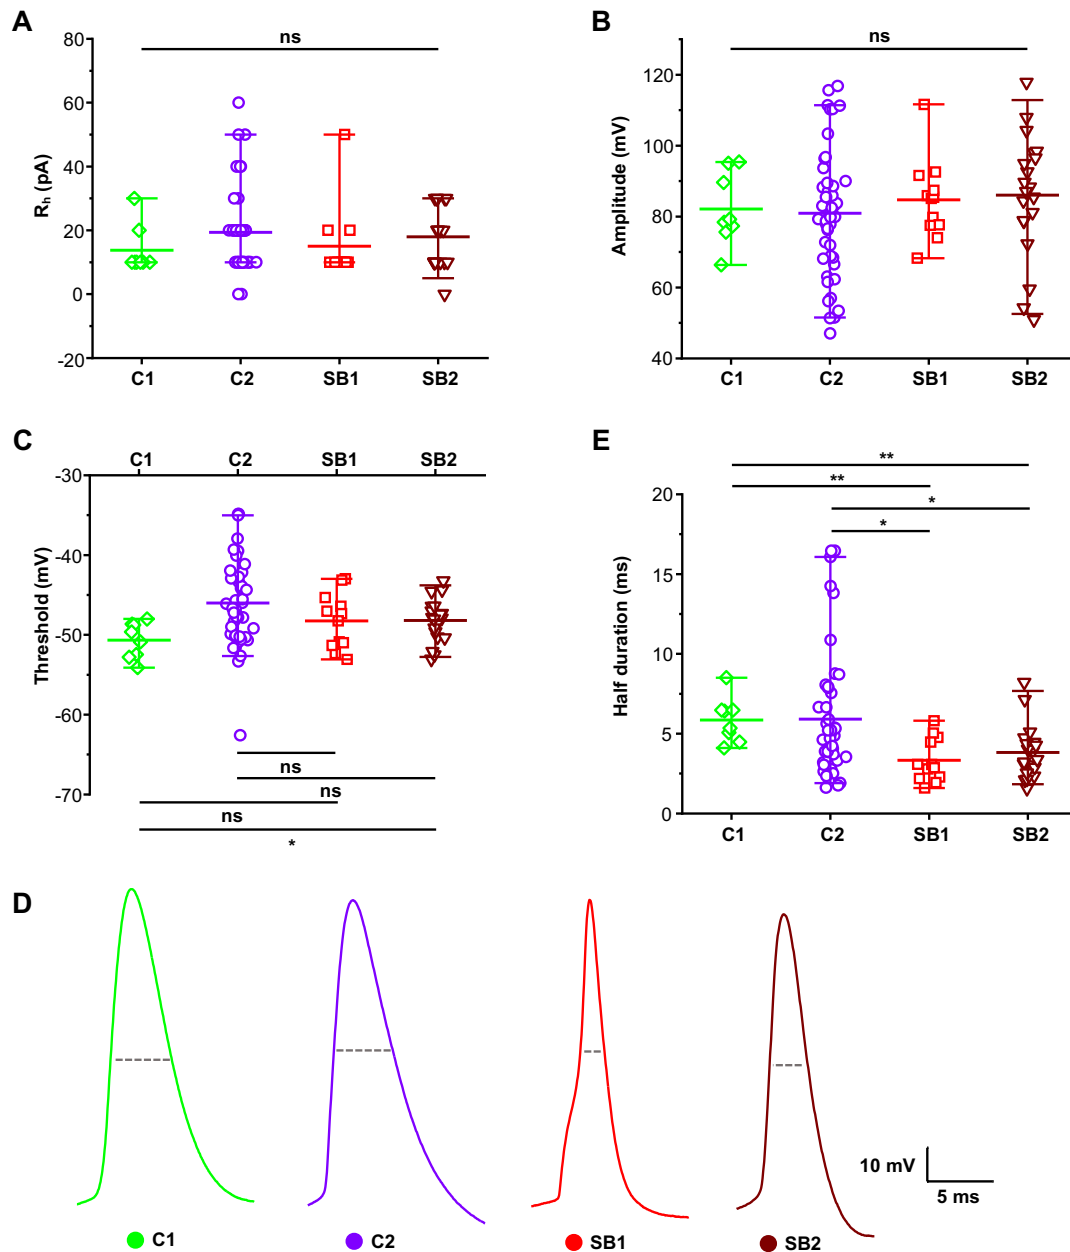 A
Rh (pA)
80
60
40
20
0
-20
ns
C1 C2 SB1 SB2
B
Amplitude (mV)
120
100
80
60
40
ns
C1 C2 SB1 SB2
C
C1 C2 SB1 SB2
Threshold (mV)
-30
-40
-50
-60
-70
ns
ns
ns
*
E
**
**
*
*
Half duration (ms)
20
15
10
5
0
C1 C2 SB1 SB2
D
10 mV
5 ms
C1 C2 SB1 SB2